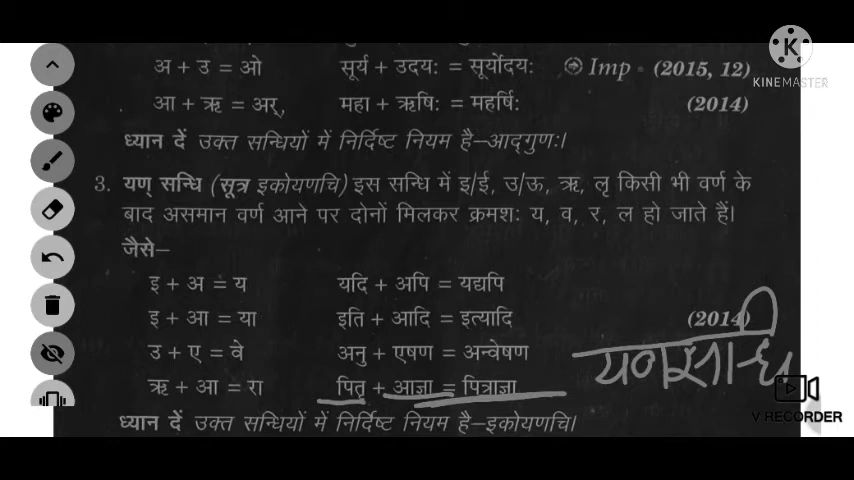 अ + उ = ओ सूर्य + उदयः = सूर्योदयः Imp (2015, 12)
आ + ऋ = अर्, महा + ऋषिः = महर्षिः (2014)
ध्यान दें उक्त सन्धियों में निर्दिष्ट नियम है–आद्गुणः।
3. यण् सन्धि (सूत्र इकोयणचि) इस सन्धि में इ/ई, उ/ऊ, ऋ, लृ किसी भी वर्ण के
बाद असमान वर्ण आने पर दोनों मिलकर क्रमशः य, व, र, ल हो जाते हैं।
जैसे–
इ + अ = य यदि + अपि = यद्यपि
इ + आ = या इति + आदि = इत्यादि (2014)
उ + ए = वे अनु + एषण = अन्वेषण
ऋ + आ = रा पितृ + आज्ञा = पित्राज्ञा
ध्यान दें उक्त सन्धियों में निर्दिष्ट नियम है–इकोयणचि।
यणसन्धि
K
KINEMASTER
V RECORDER